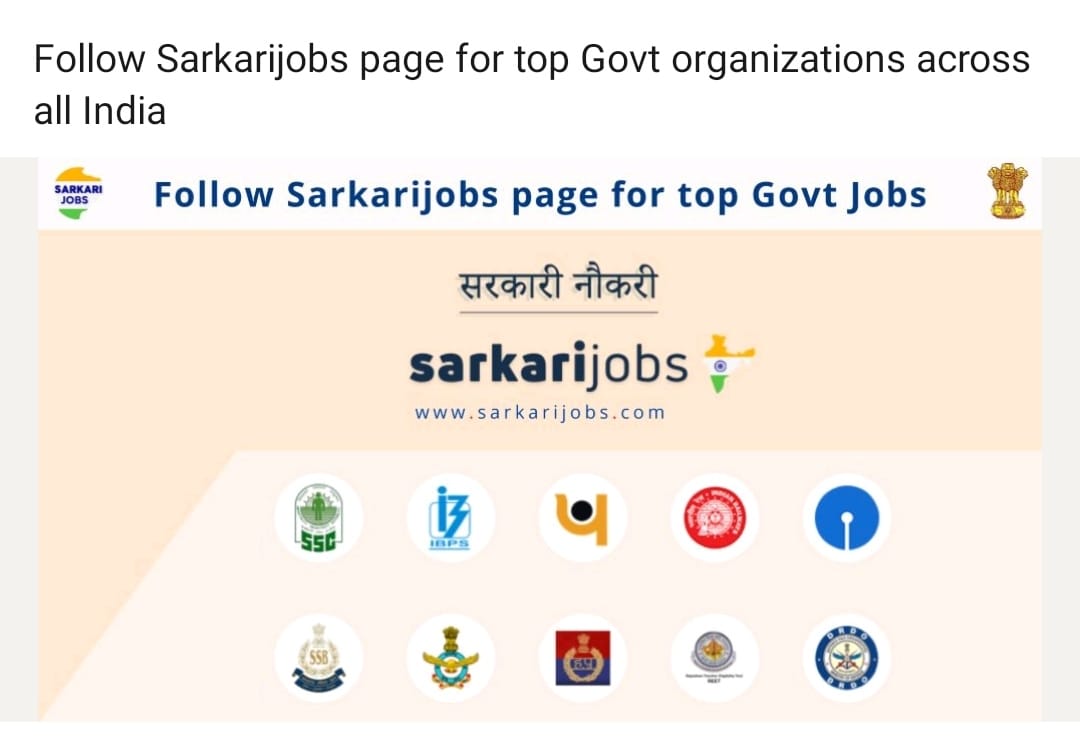 Follow Sarkarijobs page for top Govt organizations across
all India
SARKARI
JOBS
Follow Sarkarijobs page for top Govt Jobs
सरकारी नौकरी
sarkarijobs
www.sarkarijobs.com
SSC
IBPS
SSB
DRDO
DRDO